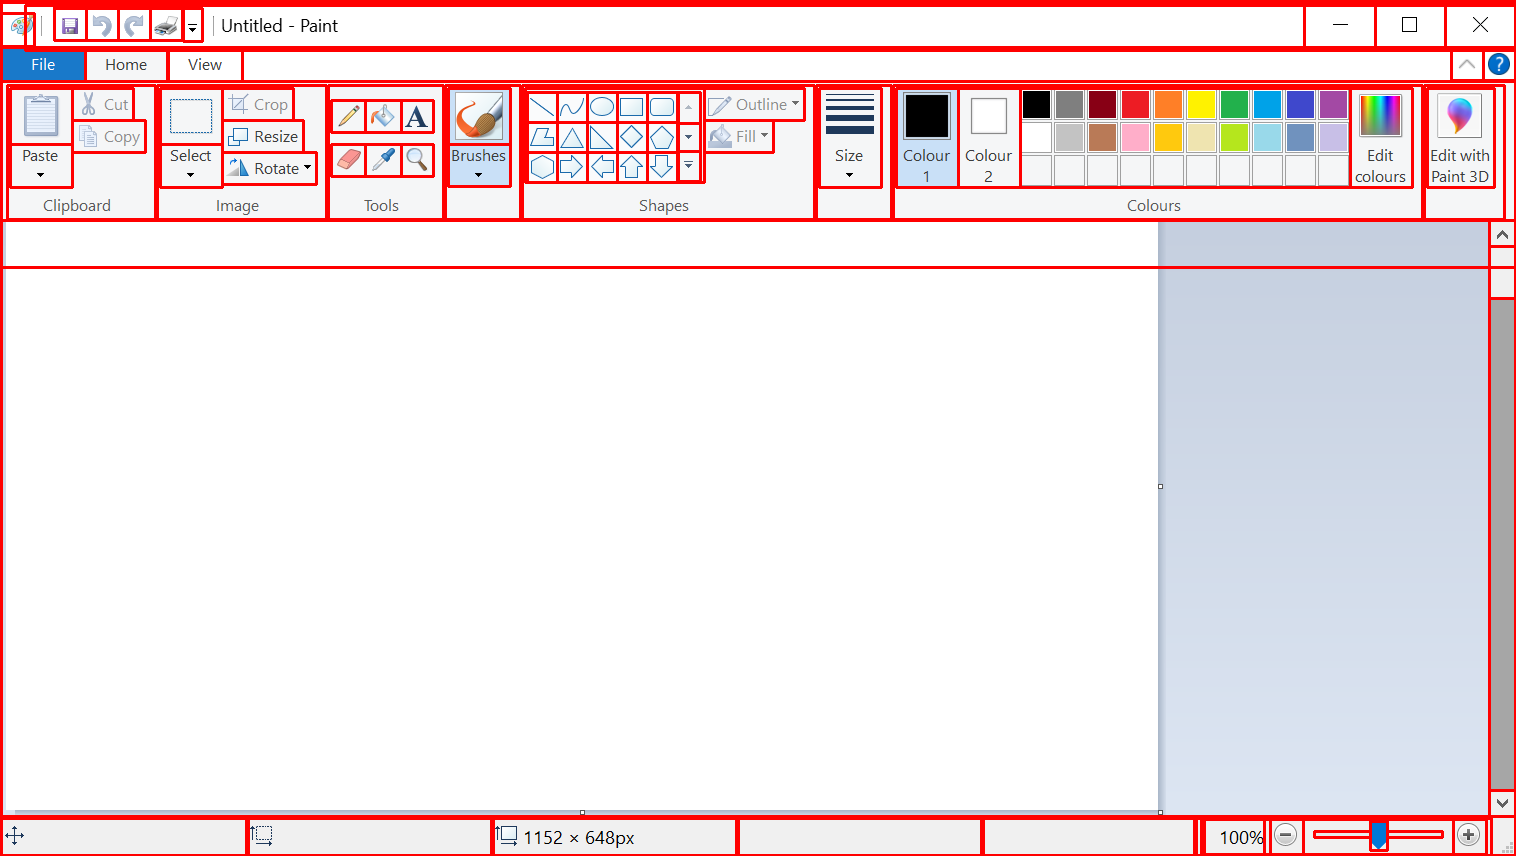 Untitled - Paint
File
Home
View
?
Paste
Cut
Copy
Clipboard
Select
Crop
Resize
Rotate
Image
A
Tools
Brushes
Outline
Fill
Shapes
Size
Colour
1
Colour
2
Edit
colours
Colours
Edit with
Paint 3D
1152 × 648px
100%